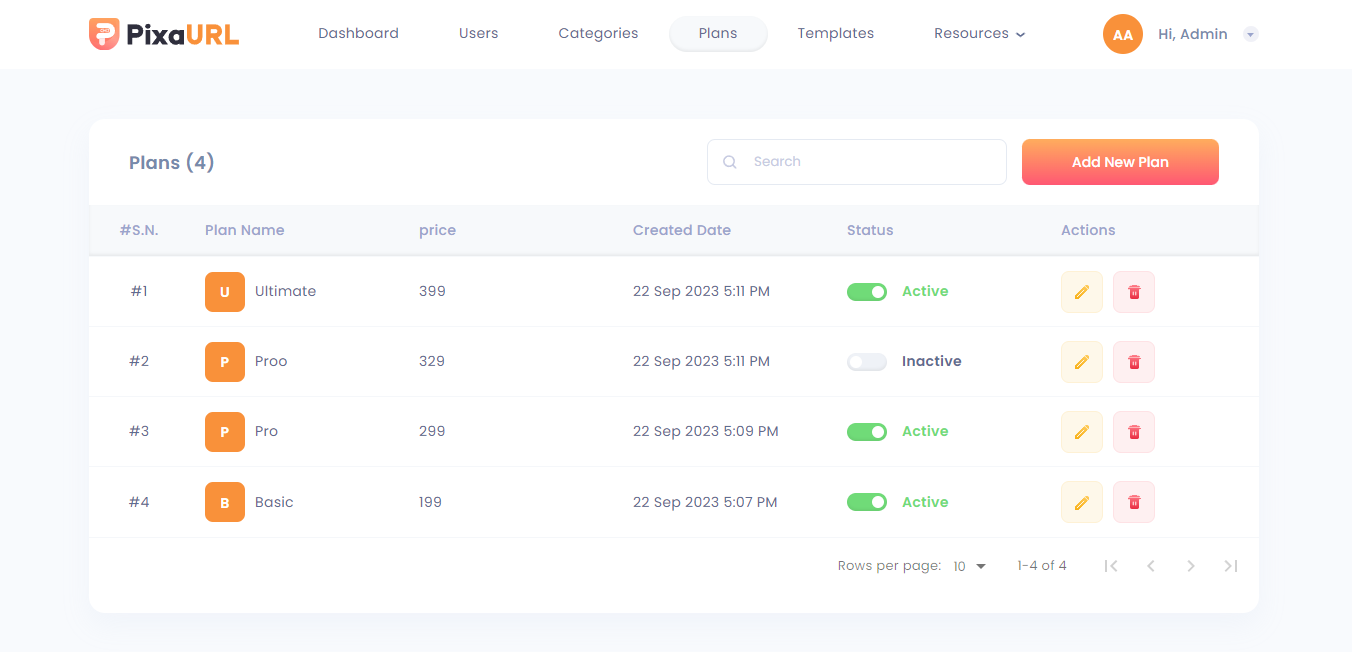 PixaURL Dashboard Users Categories Plans Templates Resources AA Hi, Admin
Plans (4) Search Add New Plan
#S.N. Plan Name price Created Date Status Actions
#1 U Ultimate 399 22 Sep 2023 5:11 PM Active
#2 P Proo 329 22 Sep 2023 5:11 PM Inactive
#3 P Pro 299 22 Sep 2023 5:09 PM Active
#4 B Basic 199 22 Sep 2023 5:07 PM Active
Rows per page: 10 1-4 of 4